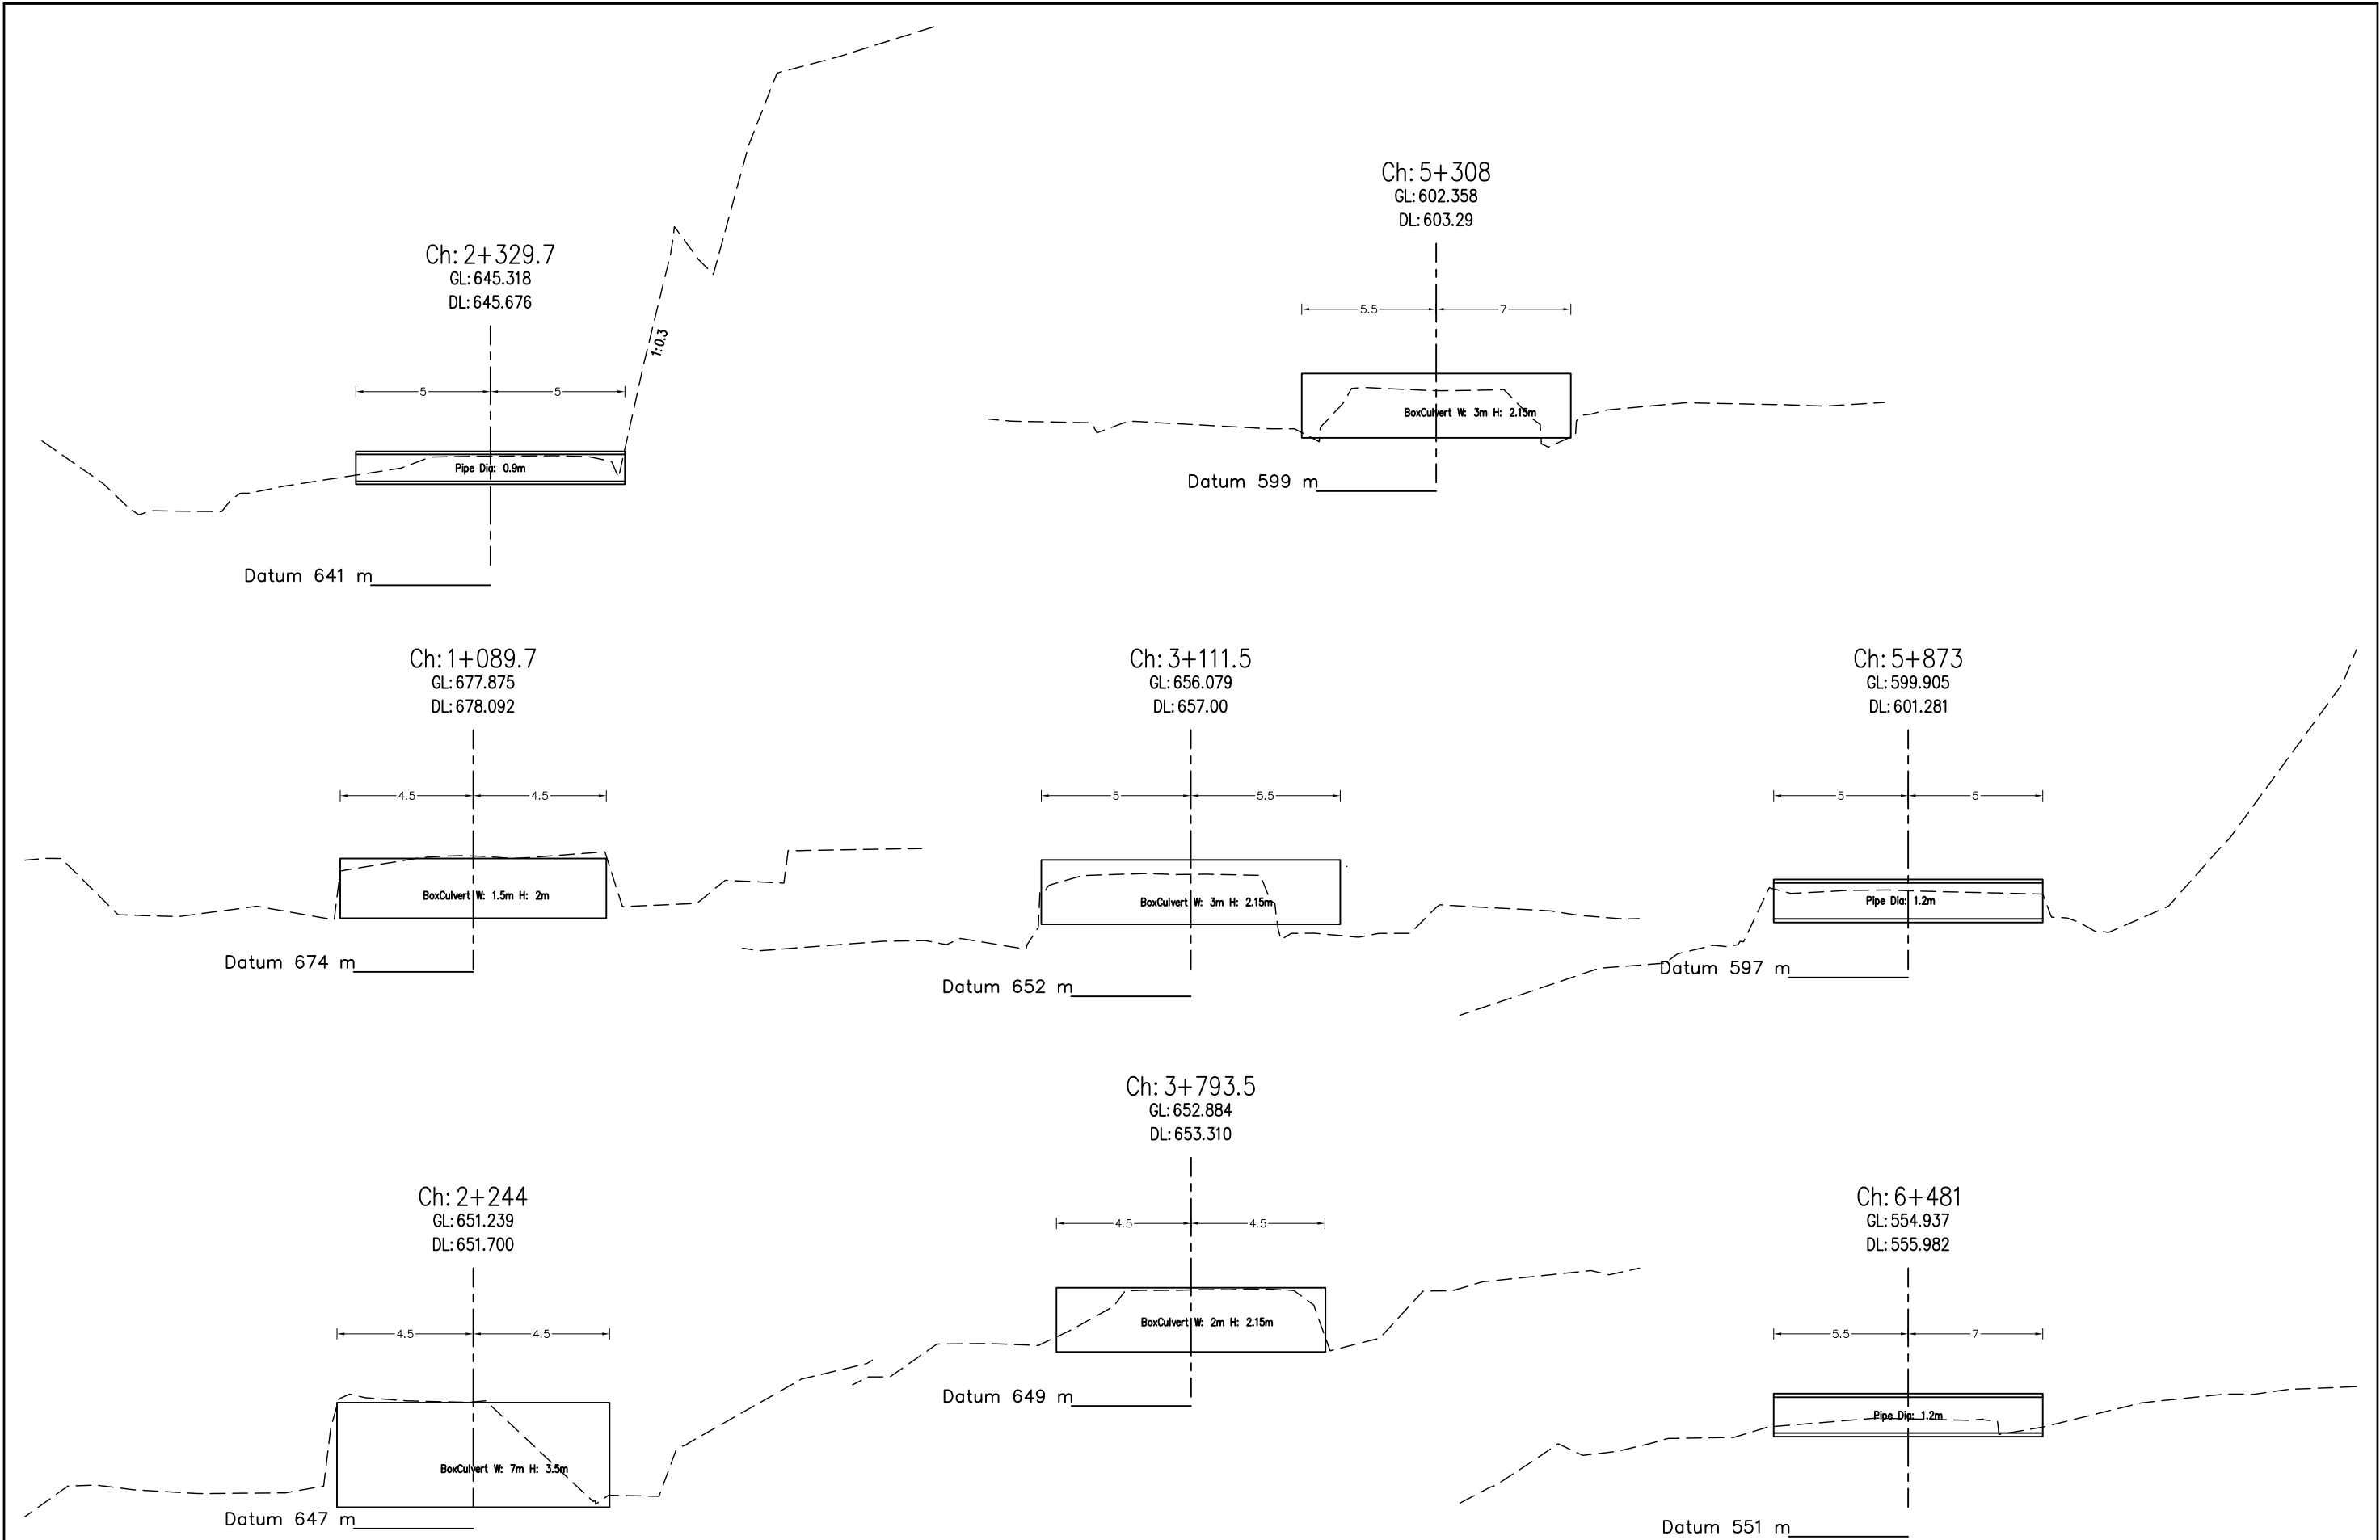 Ch: 2+329.7
GL: 645.318
DL: 645.676
5 5
1:0.3
Pipe Dia: 0.9m
Datum 641 m
Ch: 5+308
GL: 602.358
DL: 603.29
5.5 7
BoxCulvert W: 3m H: 2.15m
Datum 599 m
Ch: 1+089.7
GL: 677.875
DL: 678.092
4.5 4.5
BoxCulvert W: 1.5m H: 2m
Datum 674 m
Ch: 3+111.5
GL: 656.079
DL: 657.00
5 5.5
BoxCulvert W: 3m H: 2.15m
Datum 652 m
Ch: 5+873
GL: 599.905
DL: 601.281
5 5
Pipe Dia: 1.2m
Datum 597 m
Ch: 2+244
GL: 651.239
DL: 651.700
4.5 4.5
BoxCulvert W: 7m H: 3.5m
Datum 647 m
Ch: 3+793.5
GL: 652.884
DL: 653.310
4.5 4.5
BoxCulvert W: 2m H: 2.15m
Datum 649 m
Ch: 6+481
GL: 554.937
DL: 555.982
5.5 7
Pipe Dia: 1.2m
Datum 551 m